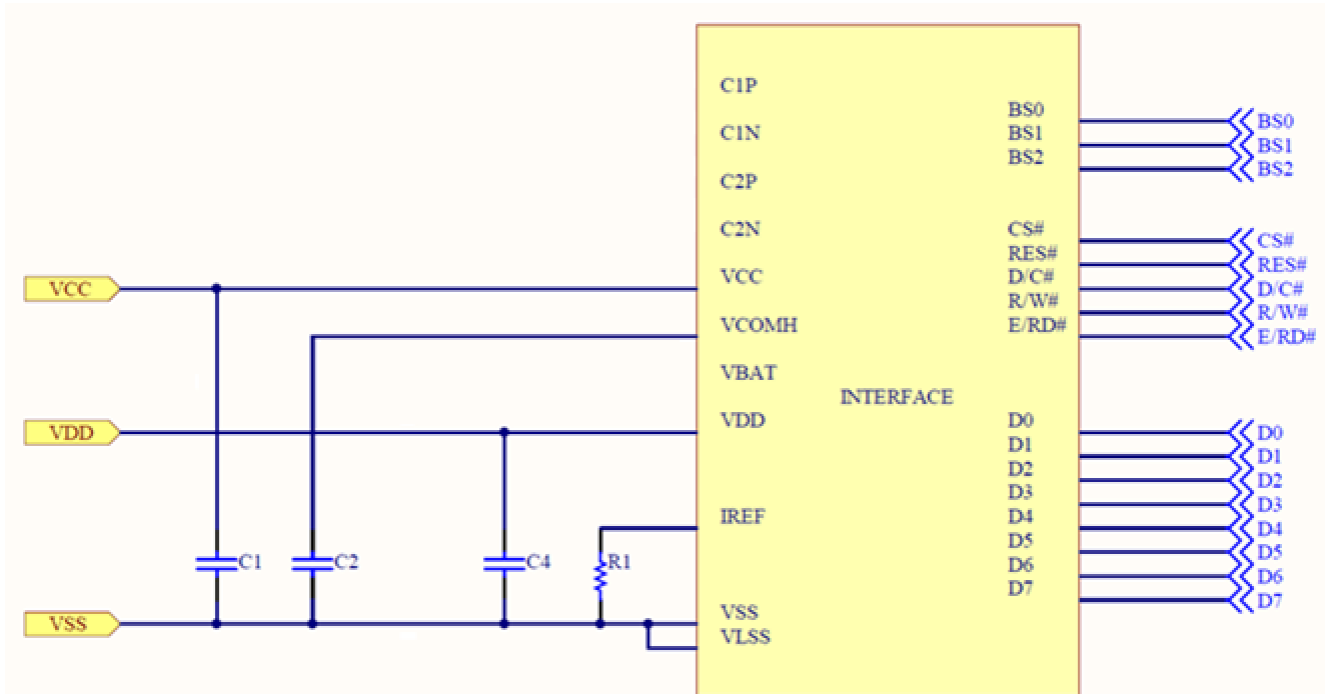 C1P
BS0 BS0
C1N BS1 BS1
BS2 BS2
C2P
C2N CS# CS#
RES# RES#
VCC VCC D/C# D/C#
R/W# R/W#
VCOMH E/RD# E/RD#
VBAT
INTERFACE
VDD VDD D0 D0
D1 D1
D2 D2
D3 D3
IREF D4 D4
D5 D5
C1 C2 C4 R1 D6 D6
D7 D7
VSS VSS
VLSS